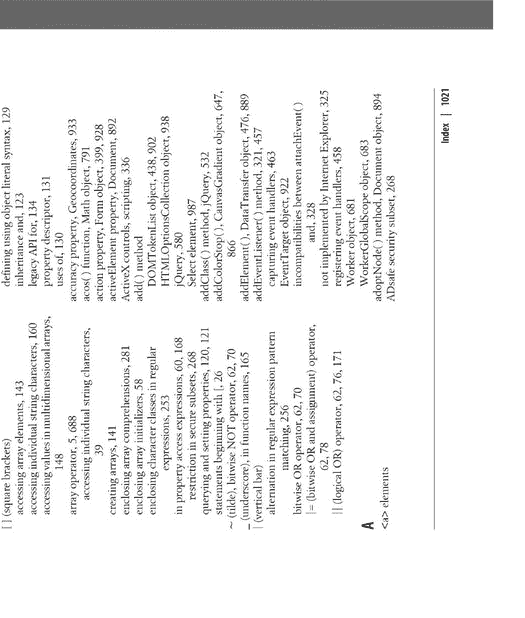 [ ] (square brackets)
accessing array elements, 143
accessing individual string characters, 160
accessing values in multidimensional arrays,
148
array operator, 5, 688
accessing individual string characters,
39
creating arrays, 141
enclosing array comprehensions, 281
enclosing array initializers, 58
enclosing character classes in regular
expressions, 253
in property access expressions, 60, 168
restriction in secure subsets, 268
querying and setting properties, 120, 121
statements beginning with [, 26
~ (tilde), bitwise NOT operator, 62, 70
_ (underscore), in function names, 165
| (vertical bar)
alternation in regular expression pattern
matching, 256
bitwise OR operator, 62, 70
|= (bitwise OR and assignment) operator,
62, 78
|| (logical OR) operator, 62, 76, 171
A
<a> elements
defining using object literal syntax, 129
inheritance and, 123
legacy API for, 134
property descriptor, 131
uses of, 130
accuracy property, Geocoordinates, 933
acos( ) function, Math object, 791
action property, Form object, 399, 928
activeElement property, Document, 892
ActiveX controls, scripting, 336
add( ) method
DOMTokenList object, 438, 902
HTMLOptionsCollection object, 938
jQuery, 580
Select element, 987
addClass( ) method, jQuery, 532
addColorStop( ), CanvasGradient object, 647,
866
addElement( ), DataTransfer object, 476, 889
addEventListener( ) method, 321, 457
capturing event handlers, 463
EventTarget object, 922
incompatibilities between attachEvent( )
and, 328
not implemented by Internet Explorer, 325
registering event handlers, 458
Worker object, 681
WorkerGlobalScope object, 683
adoptNode( ) method, Document object, 894
ADsafe security subset, 268
Index | 1021